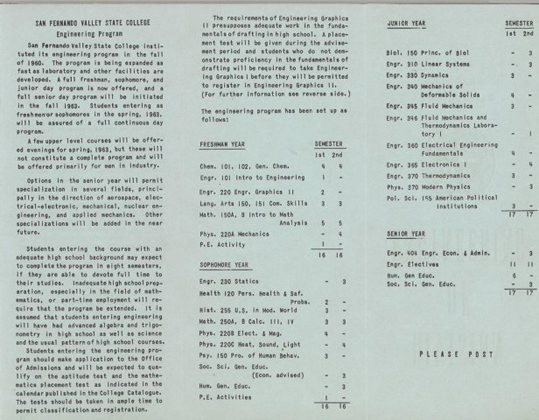 SAN FERNANDO VALLEY STATE COLLEGE
Engineering Program
San Fernando Valley State College insti-
tuted its engineering program in the fall
of 1960. The program is being expanded as
fast as laboratory and other facilities are
developed. A full freshman, sophomore, and
junior day program is now offered, and a
full senior day program will be initiated
in the fall 1963. Students entering as
freshman or sophomores in the spring, 1963,
will be assured of a full continuous day
program.
A few upper level courses will be offer-
ed evenings for spring, 1963, but these will
not constitute a complete program and will
be offered primarily for men in industry.
Options in the senior year will permit
specialization in several fields, princi-
pally in the direction of aerospace, elec-
trical-electronic, mechanical, nuclear en-
gineering, and applied mechanics. Other
specializations will be added in the near
future.
Students entering the course with an
adequate high school background may expect
to complete the program in eight semesters,
if they are able to devote full time to
their studies. Inadequate high school prep-
aration, especially in the field of math-
ematics, or part-time employment will re-
quire that the program be extended. It is
assumed that students entering engineering
will have had advanced algebra and trigo-
nometry in high school as well as science
and the usual pattern of high school courses.
Students entering the engineering pro-
gram should make application to the Office
of Admissions and will be expected to qua-
lify on the aptitude test and the mathe-
matics placement test as indicated in the
calendar published in the College Catalogue.
The tests should be taken in ample time to
permit classification and registration.
The requirements of Engineering Graphics
II presupposes adequate work in the funda-
mentals of drafting in high school. A place-
ment test will be given during the advise-
ment period and students who do not dem-
onstrate proficiency in the fundamentals of
drafting will be required to take Engineer-
ing Graphics I before they will be permitted
to register in Engineering Graphics II.
(For further information see reverse side.)
The engineering program has been set up as
follows:
FRESHMAN YEAR SEMESTER
1st 2nd
Chem. 101, 102, Gen. Chem. 4 4
Engr. 101 Intro to Engineering 1 -
Engr. 220 Engr. Graphics II 2 -
Lang. Arts 150, 151 Com. Skills 3 3
Math. 150A, B Intro to Math
Analysis 5 5
Phys. 220A Mechanics - 4
P.E. Activity 1 -
16 16
SOPHOMORE YEAR
Engr. 230 Statics - 3
Health 120 Pers. Health & Saf.
Probs. 2 -
Hist. 255 U.S. in Mod. World 3 -
Math. 250A, B Calc. III, IV 3 3
Phys. 220B Elect. & Mag. 4 -
Phys. 220C Heat, Sound, Light - 4
Psy. 150 Pro. of Human Behav. 3 -
Soc. Sci. Gen. Educ.
(Econ. advised) - 3
Hum. Gen. Educ. - 3
P.E. Activities 1 -
16 16
JUNIOR YEAR SEMESTER
1st 2nd
Biol. 150 Princ. of Biol - 3
Engr. 310 Linear Systems - 3
Engr. 330 Dynamics 3 -
Engr. 340 Mechanics of
Deformable Solids 4 -
Engr. 345 Fluid Mechanics 3 -
Engr. 346 Fluid Mechanics and
Thermodynamics Labora-
tory I - 1
Engr. 360 Electrical Engineering
fundamentals 4 -
Engr. 365 Electronics I - 4
Engr. 370 Thermodynamics 3 -
Phys. 370 Modern Physics - 3
Pol. Sci. 155 American Political
Institutions - 3
17 17
SENIOR YEAR
Engr. 404 Engr. Econ. & Admin. - 3
Engr. Electives 11 11
Hum. Gen Educ. 6 -
Soc. Sci. Gen. Educ. - 3
17 17
PLEASE POST